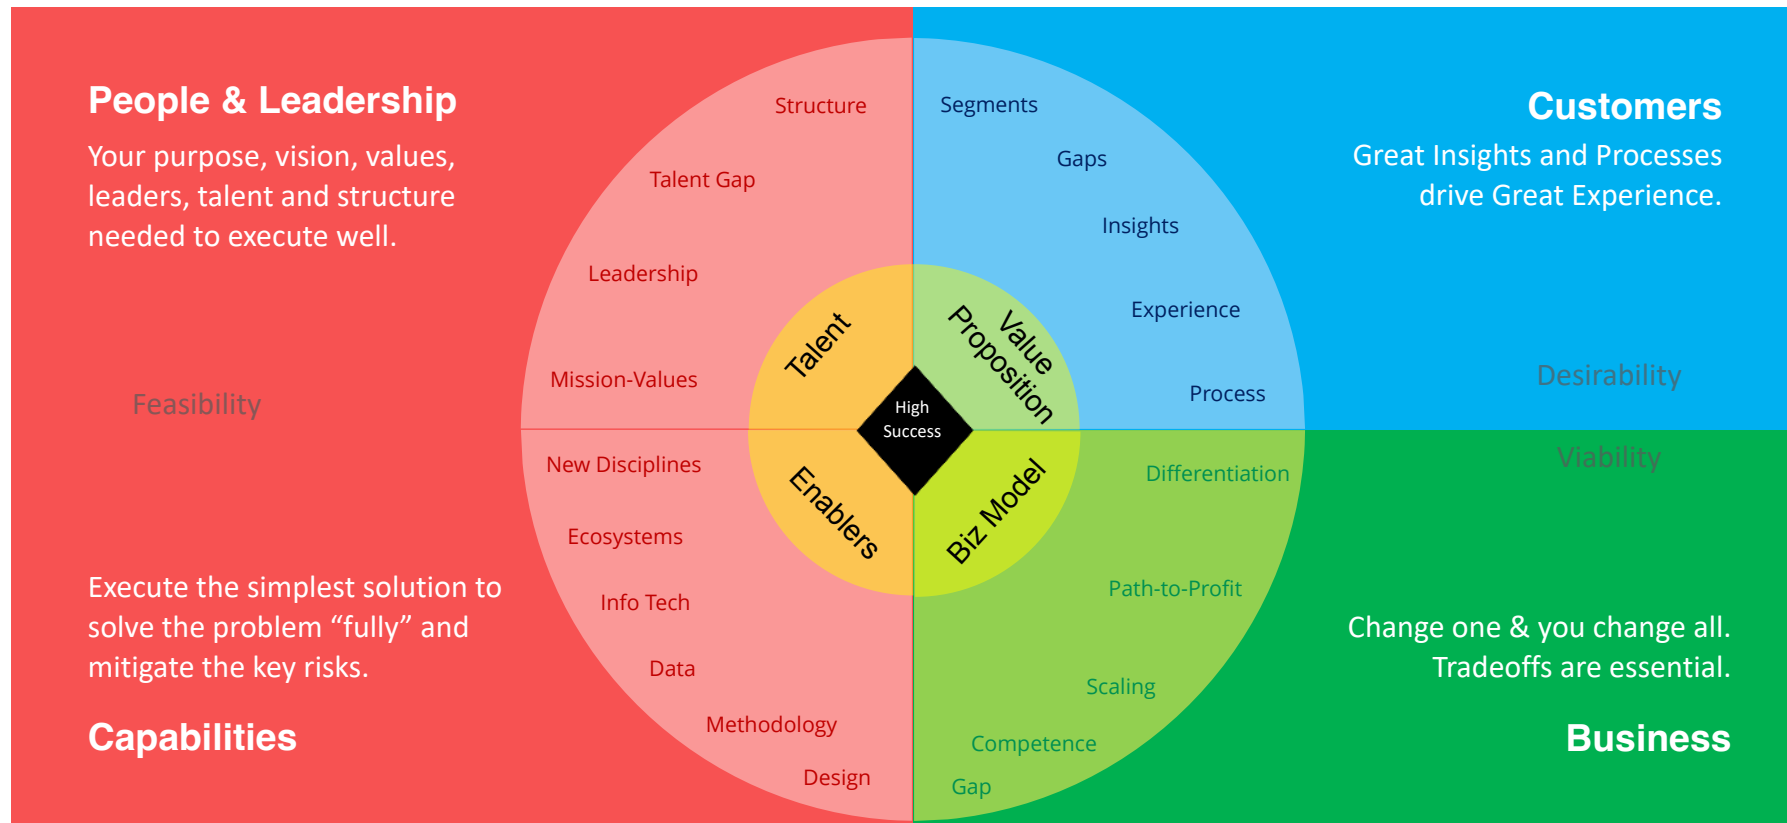 People & Leadership
Your purpose, vision, values,
leaders, talent and structure
needed to execute well.
Feasibility
Structure
Talent Gap
Leadership
Mission-Values
Talent
Segments
Gaps
Insights
Experience
Process
Value
Proposition
Customers
Great Insights and Processes
drive Great Experience.
Desirability
High
Success
New Disciplines
Ecosystems
Info Tech
Data
Methodology
Design
Enablers
Execute the simplest solution to
solve the problem “fully” and
mitigate the key risks.
Capabilities
Biz Model
Differentiation
Path-to-Profit
Scaling
Competence
Gap
Viability
Change one & you change all.
Tradeoffs are essential.
Business